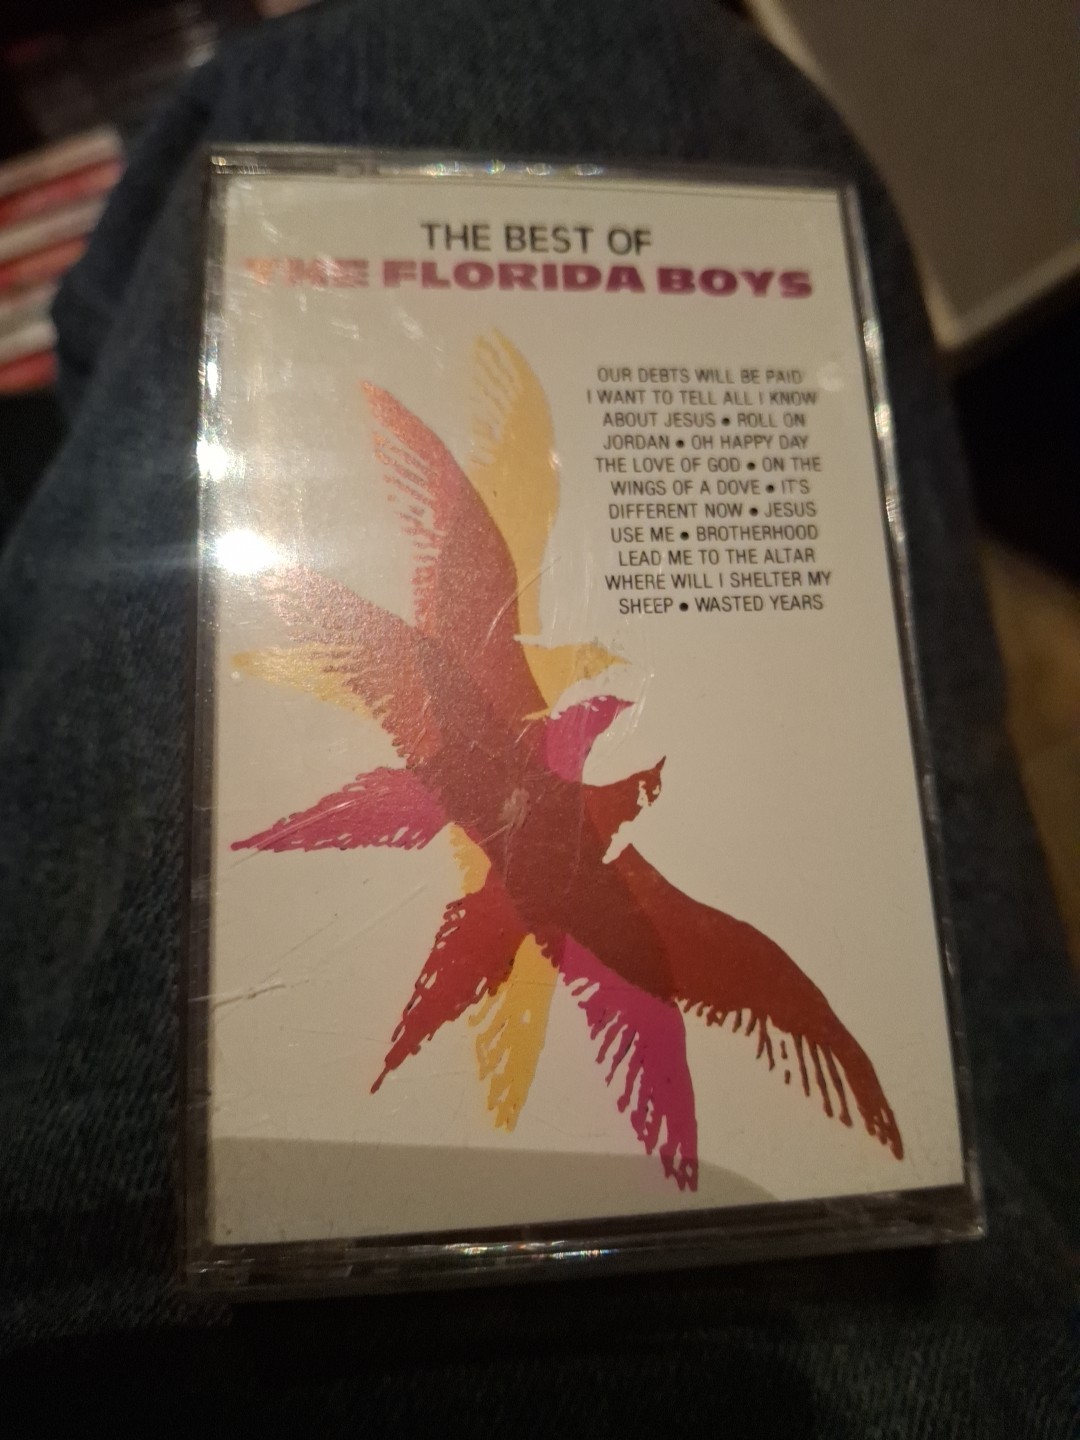 THE BEST OF
THE FLORIDA BOYS
OUR DEBTS WILL BE PAID
I WANT TO TELL ALL I KNOW
ABOUT JESUS • ROLL ON
JORDAN • OH HAPPY DAY
THE LOVE OF GOD • ON THE
WINGS OF A DOVE • IT'S
DIFFERENT NOW • JESUS
USE ME • BROTHERHOOD
LEAD ME TO THE ALTAR
WHERE WILL I SHELTER MY
SHEEP • WASTED YEARS